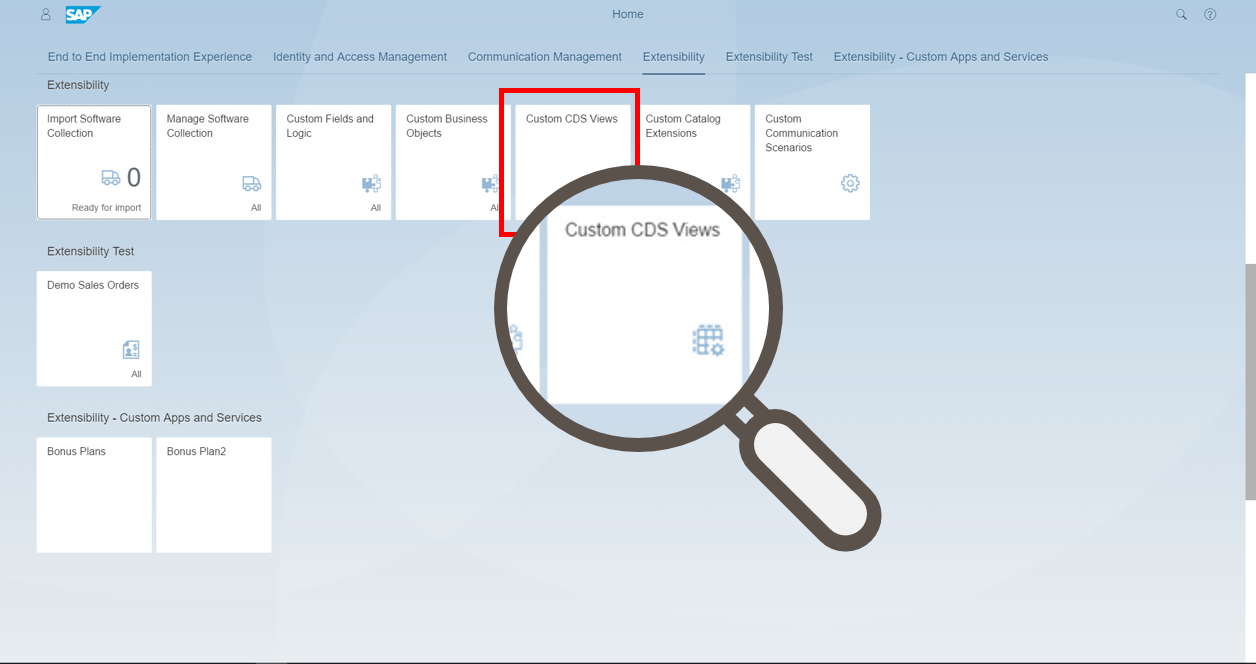 SAP
Home
End to End Implementation Experience Identity and Access Management Communication Management Extensibility Extensibility Test Extensibility - Custom Apps and Services
Extensibility
Import Software
Collection
0
Ready for import
Manage Software
Collection
All
Custom Fields and
Logic
All
Custom Business
Objects
All
Custom CDS Views
Custom Catalog
Extensions
Custom
Communication
Scenarios
Custom CDS Views
Extensibility Test
Demo Sales Orders
All
Extensibility - Custom Apps and Services
Bonus Plans
Bonus Plan2